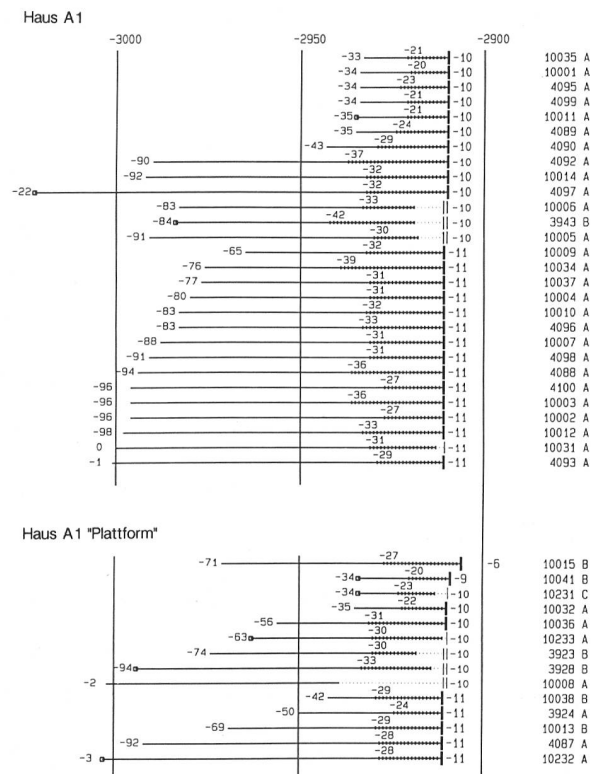 Haus A1
-3000 -2950 -2900
-33 -21 -10 10035 A
-34 -20 -10 10001 A
-34 -23 -10 4095 A
-34 -21 -10 4099 A
-35 -21 -10 10011 A
-35 -24 -10 4089 A
-43 -29 -10 4090 A
-90 -37 -10 4092 A
-92 -32 -10 10014 A
-22 -32 -10 4097 A
-83 -33 -10 10006 A
-84 -42 -10 3943 B
-91 -30 -10 10005 A
-65 -32 -11 10009 A
-76 -39 -11 10034 A
-77 -31 -11 10037 A
-80 -31 -11 10004 A
-83 -32 -11 10010 A
-83 -33 -11 4096 A
-88 -31 -11 10007 A
-91 -31 -11 4098 A
-94 -36 -11 4088 A
-96 -27 -11 4100 A
-96 -36 -11 10003 A
-96 -27 -11 10002 A
-98 -33 -11 10012 A
0 -31 -11 10031 A
-1 -29 -11 4093 A
Haus A1 "Plattform"
-71 -27 -6 10015 B
-34 -20 -9 10041 B
-34 -23 -10 10231 C
-35 -22 -10 10032 A
-56 -31 -10 10036 A
-63 -30 -10 10233 A
-74 -30 -10 3923 B
-94 -33 -10 3928 B
-2 -10 10008 A
-42 -29 -11 10038 B
-50 -24 -11 3924 A
-69 -29 -11 10013 B
-92 -28 -11 4087 A
-3 -28 -11 10232 A